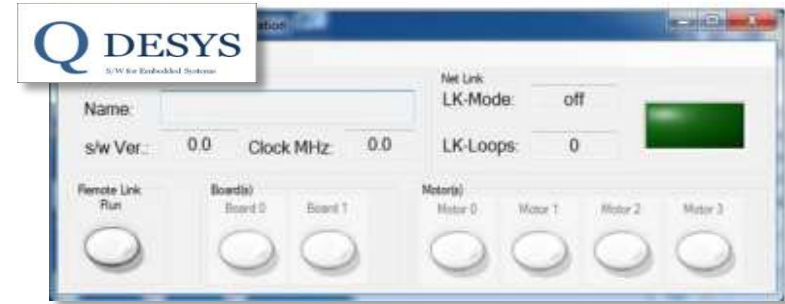 Q DESYS
S/W for Embedded Systems
Net Link
Name:
LK-Mode: off
s/w Ver.: 0.0 Clock MHz: 0.0 LK-Loops: 0
Remote Link Board(s) Motor(s)
Run Board 0 Board 1 Motor 0 Motor 1 Motor 2 Motor 3